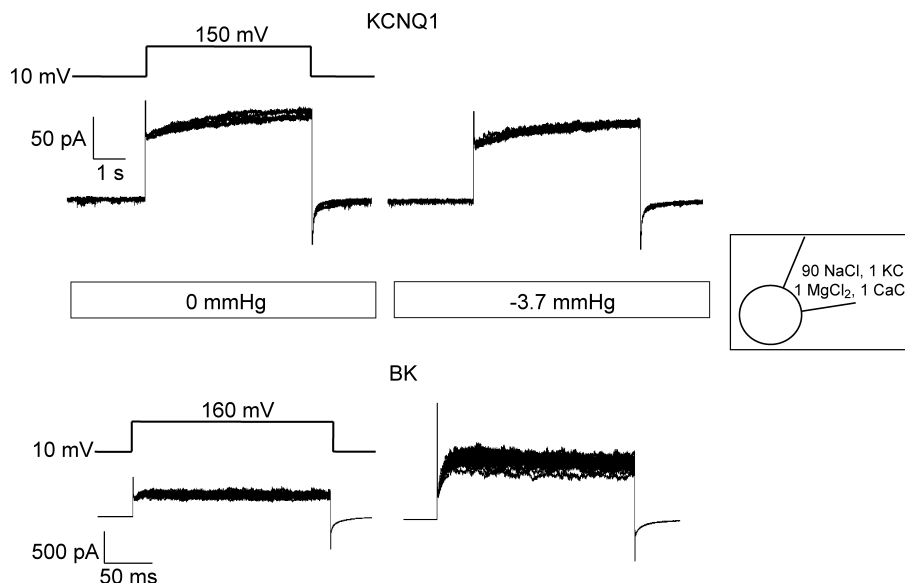 KCNQ1
150 mV
10 mV
50 pA
1 s
90 NaCl, 1 KC
1 MgCl₂, 1 CaC
0 mmHg
-3.7 mmHg
BK
160 mV
10 mV
500 pA
50 ms